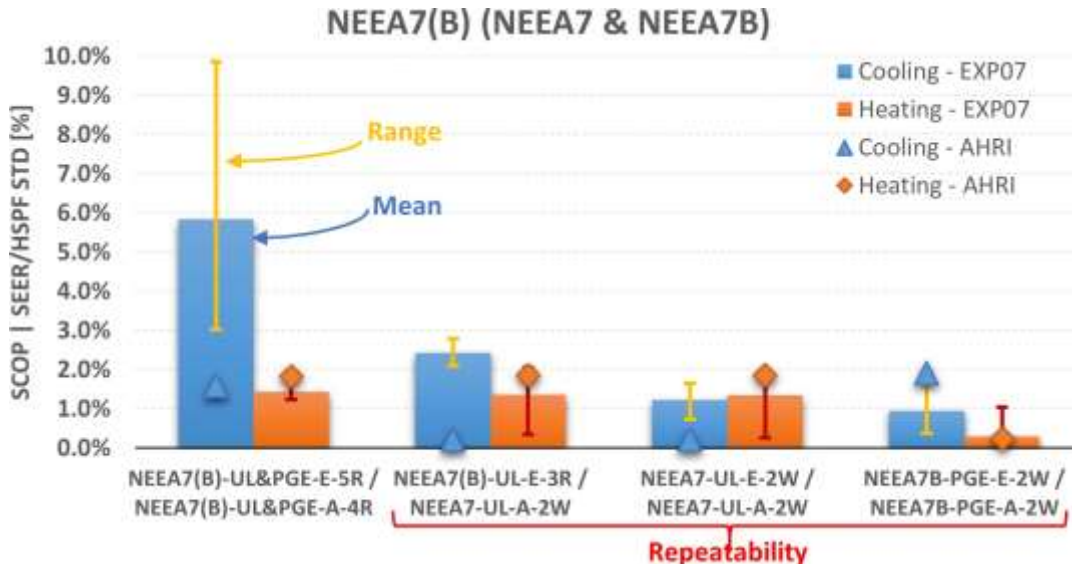 NEEA7(B) (NEEA7 & NEEA7B)
SCOP | SEER/HSPF STD [%]
10.0%
9.0%
8.0%
7.0%
6.0%
5.0%
4.0%
3.0%
2.0%
1.0%
0.0%
Range
Mean
Cooling - EXP07
Heating - EXP07
Cooling - AHRI
Heating - AHRI
NEEA7(B)-UL&PGE-E-5R /
NEEA7(B)-UL&PGE-A-4R
NEEA7(B)-UL-E-3R /
NEEA7-UL-A-2W
NEEA7-UL-E-2W /
NEEA7-UL-A-2W
NEEA7B-PGE-E-2W /
NEEA7B-PGE-A-2W
Repeatability